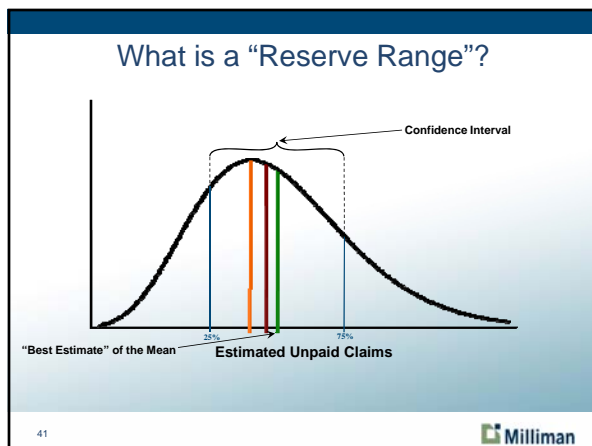 What is a “Reserve Range”?
Confidence Interval
25%
75%
“Best Estimate” of the Mean
Estimated Unpaid Claims
41
Milliman